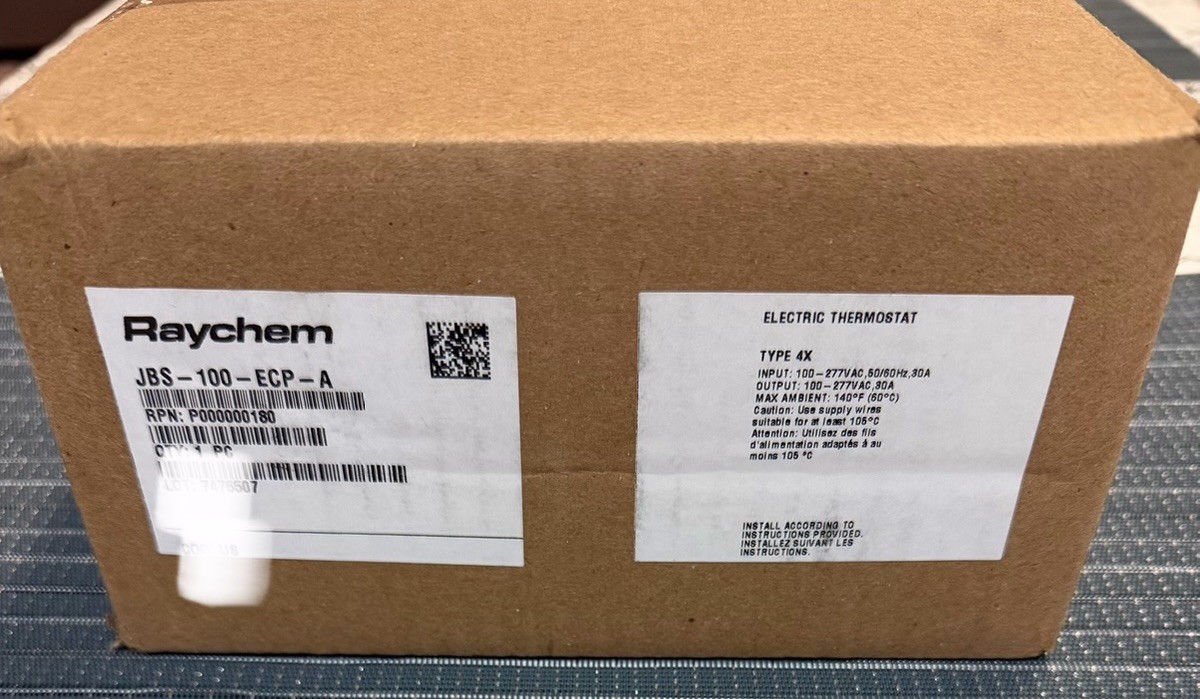 Raychem
JBS-100-ECP-A
RPN: P000000180
QTY: 1 PC
LOT: 7476507
ELECTRIC THERMOSTAT
TYPE 4X
INPUT: 100-277VAC,50/60Hz,30A
OUTPUT: 100-277VAC,30A
MAX AMBIENT: 140°F (60°C)
Caution: Use supply wires
suitable for at least 105°C
Attention: Utilisez des fils
d'alimentation adaptés à au
moins 105 °C
INSTALL ACCORDING TO
INSTRUCTIONS PROVIDED.
INSTALLEZ SUIVANT LES
INSTRUCTIONS.